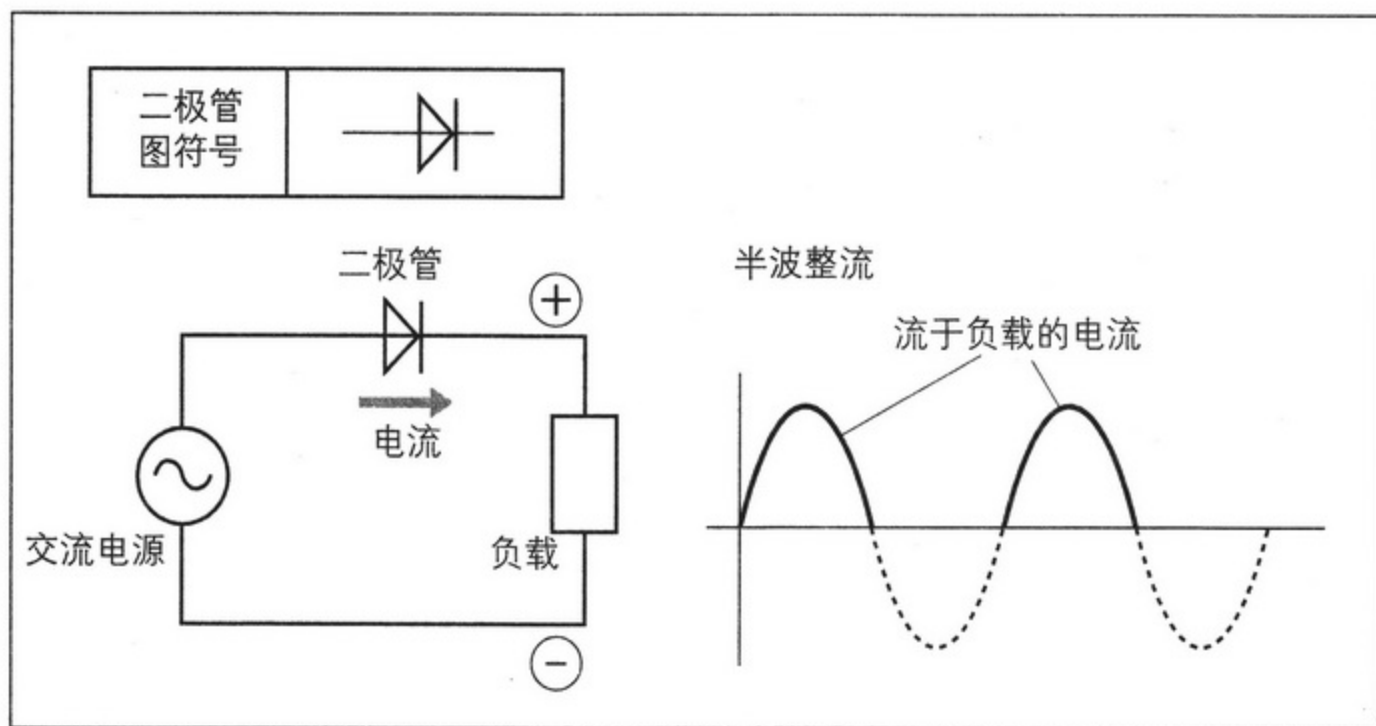 二极管
图符号
二极管
+
电流
交流电源
负载
−
半波整流
流于负载的电流